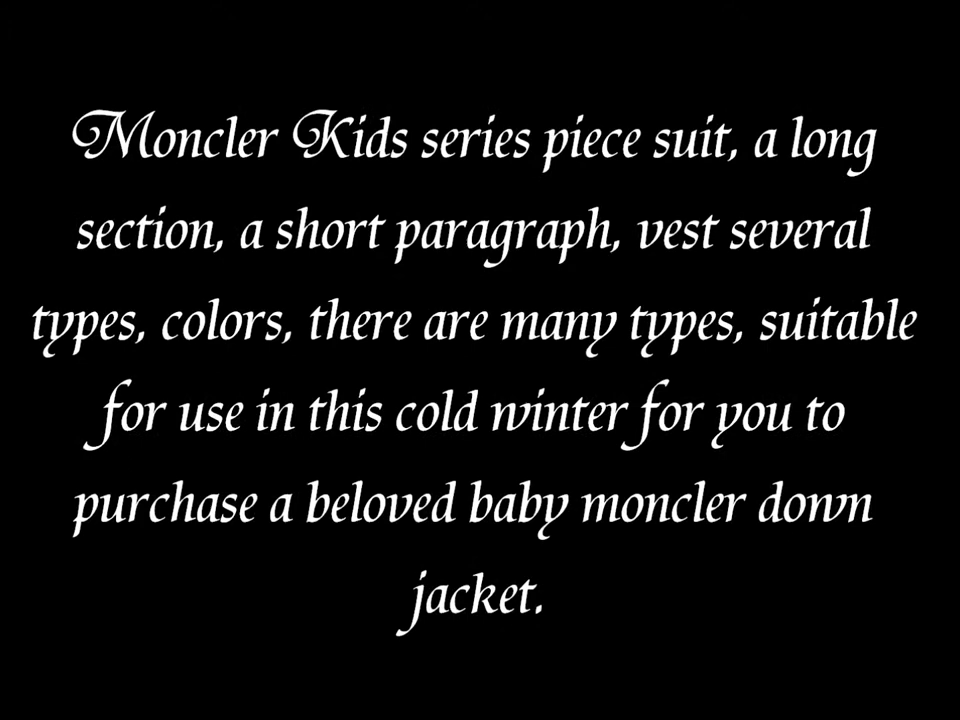 Moncler Kids series piece suit, a long
section, a short paragraph, vest several
types, colors, there are many types, suitable
for use in this cold winter for you to
purchase a beloved baby moncler down
jacket.